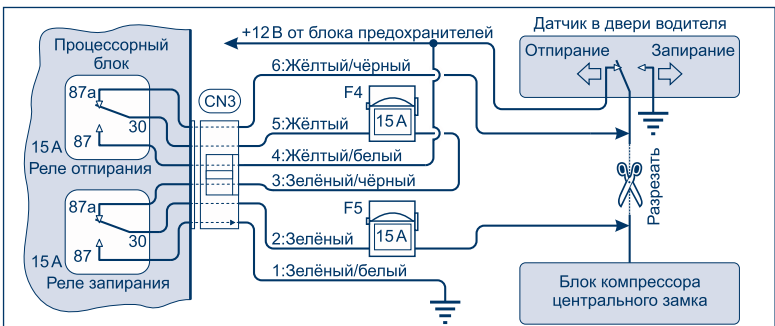 Процессорный
блок
87a
30
15 А
87
Реле отпирания
87a
30
15 А
87
Реле запирания
CN3
+12 В от блока предохранителей
6:Жёлтый/чёрный
F4
15 А
5:Жёлтый
4:Жёлтый/белый
3:Зелёный/чёрный
F5
15 А
2:Зелёный
1:Зелёный/белый
Датчик в двери водителя
Отпирание
Запирание
Разрезать
Блок компрессора
центрального замка